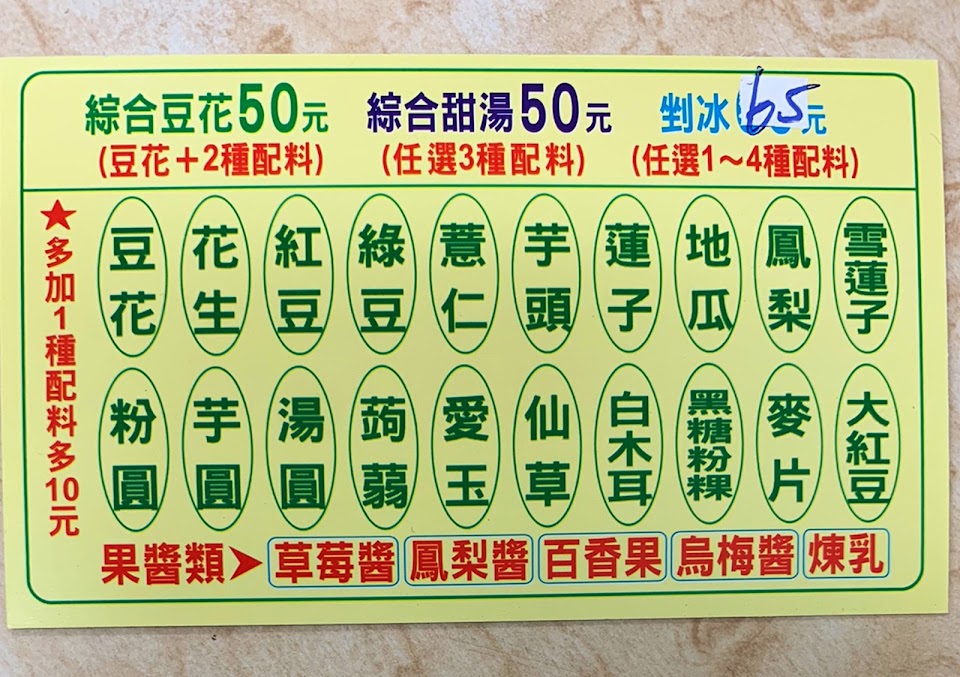 綜合豆花50元
(豆花+2種配料)
綜合甜湯50元
(任選3種配料)
剉冰65元
(任選1～4種配料)
★多加1種配料多10元
豆花
花生
紅豆
綠豆
薏仁
芋頭
蓮子
地瓜
鳳梨
雪蓮子
粉圓
芋圓
湯圓
蒟蒻
愛玉
仙草
白木耳
黑糖粉粿
麥片
大紅豆
果醬類➤ 草莓醬 鳳梨醬 百香果 烏梅醬 煉乳